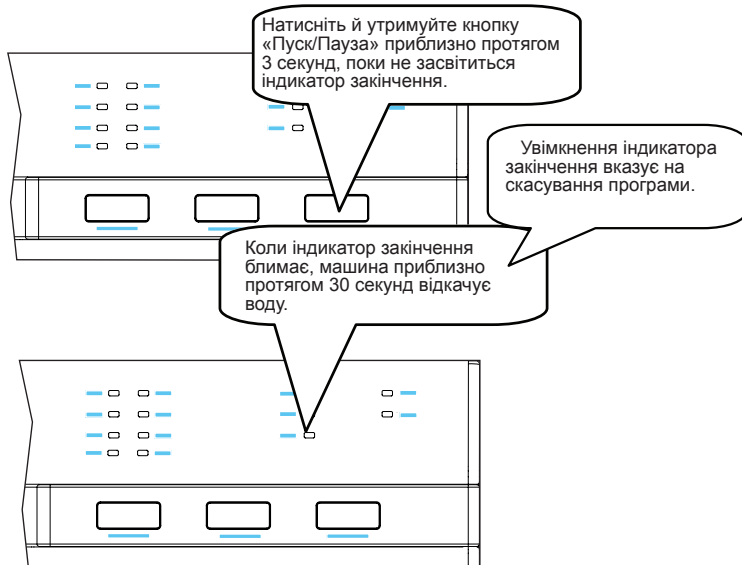 Натисніть й утримуйте кнопку
«Пуск/Пауза» приблизно протягом
3 секунд, поки не засвітиться
індикатор закінчення.
Увімкнення індикатора
закінчення вказує на
скасування програми.
Коли індикатор закінчення
блимає, машина приблизно
протягом 30 секунд відкачує
воду.